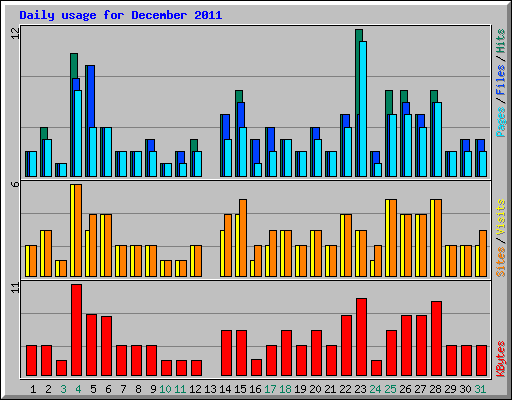 Daily usage for December 2011
12
Pages / Files / Hits
6
Sites / Visits
11
KBytes
1 2 3 4 5 6 7 8 9 10 11 12 13 14 15 16 17 18 19 20 21 22 23 24 25 26 27 28 29 30 31